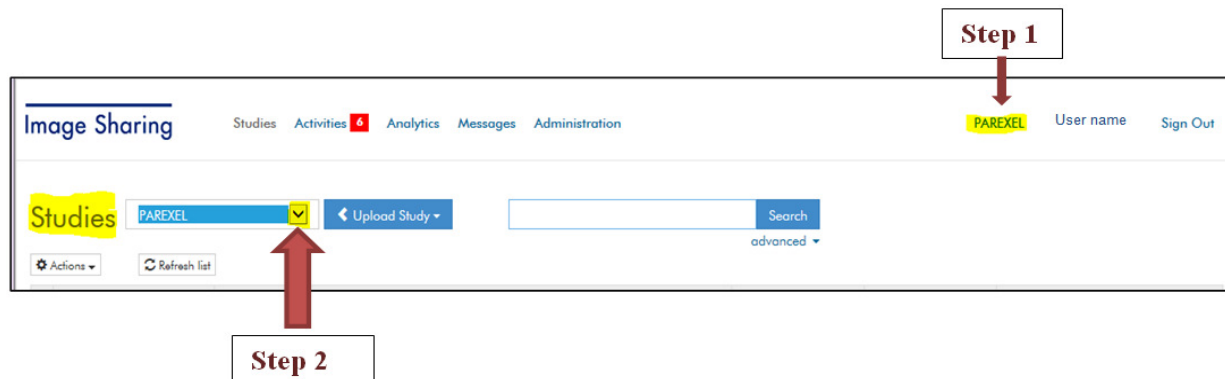 Step 1
Image Sharing Studies Activities 6 Analytics Messages Administration PAREXEL User name Sign Out
Studies PAREXEL Upload Study Search
advanced
Actions Refresh list
Step 2